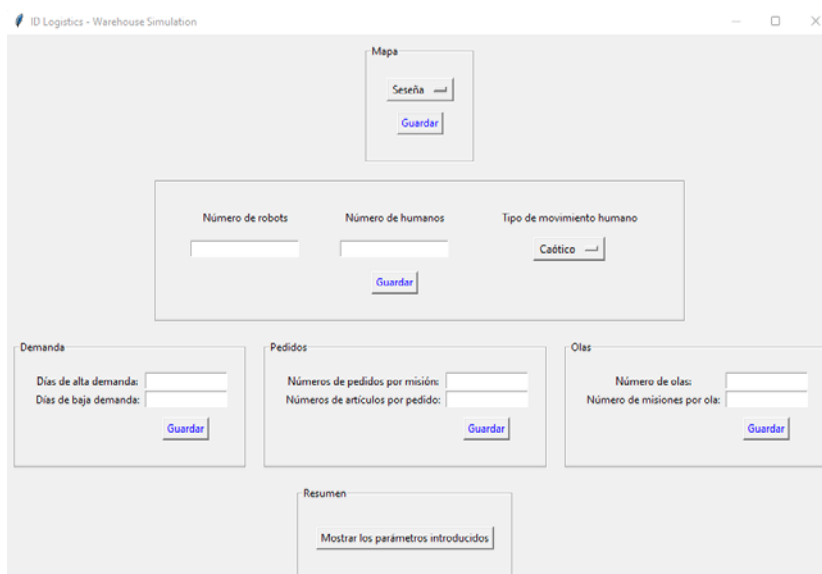 ID Logistics - Warehouse Simulation
Mapa
Seseña
Guardar
Número de robots
Número de humanos
Tipo de movimiento humano
Caótico
Guardar
Demanda
Días de alta demanda:
Días de baja demanda:
Guardar
Pedidos
Números de pedidos por misión:
Números de artículos por pedido:
Guardar
Olas
Número de olas:
Número de misiones por ola:
Guardar
Resumen
Mostrar los parámetros introducidos